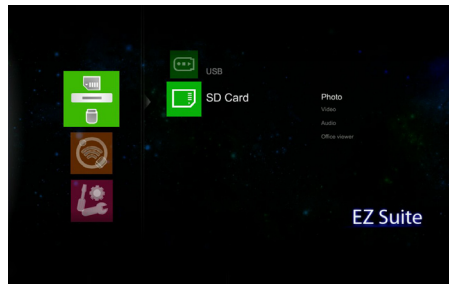 USB
SD Card
Photo
Video
Audio
Office viewer
EZ Suite